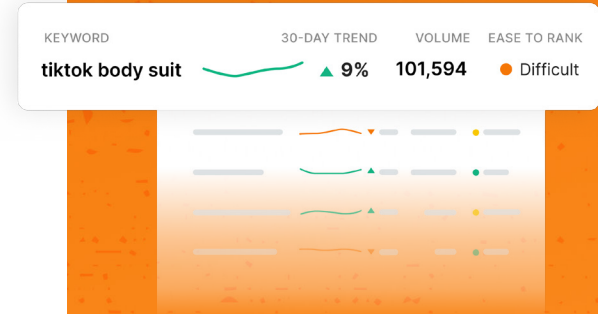 KEYWORD 30-DAY TREND VOLUME EASE TO RANK
tiktok body suit 9% 101,594 Difficult